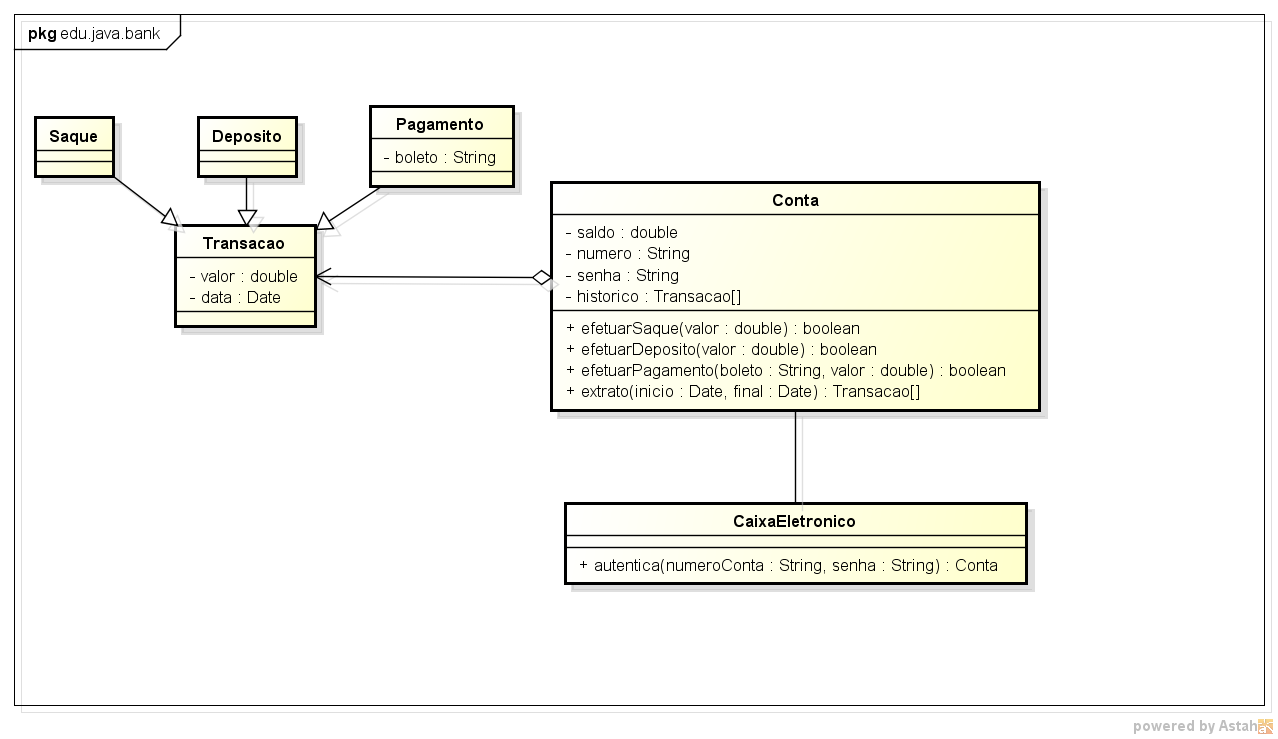 pkg edu.java.bank
Saque
Deposito
Pagamento
- boleto : String
Transacao
- valor : double
- data : Date
Conta
- saldo : double
- numero : String
- senha : String
- historico : Transacao[]
+ efetuarSaque(valor : double) : boolean
+ efetuarDeposito(valor : double) : boolean
+ efetuarPagamento(boleto : String, valor : double) : boolean
+ extrato(inicio : Date, final : Date) : Transacao[]
CaixaEletronico
+ autentica(numeroConta : String, senha : String) : Conta
powered by Astah